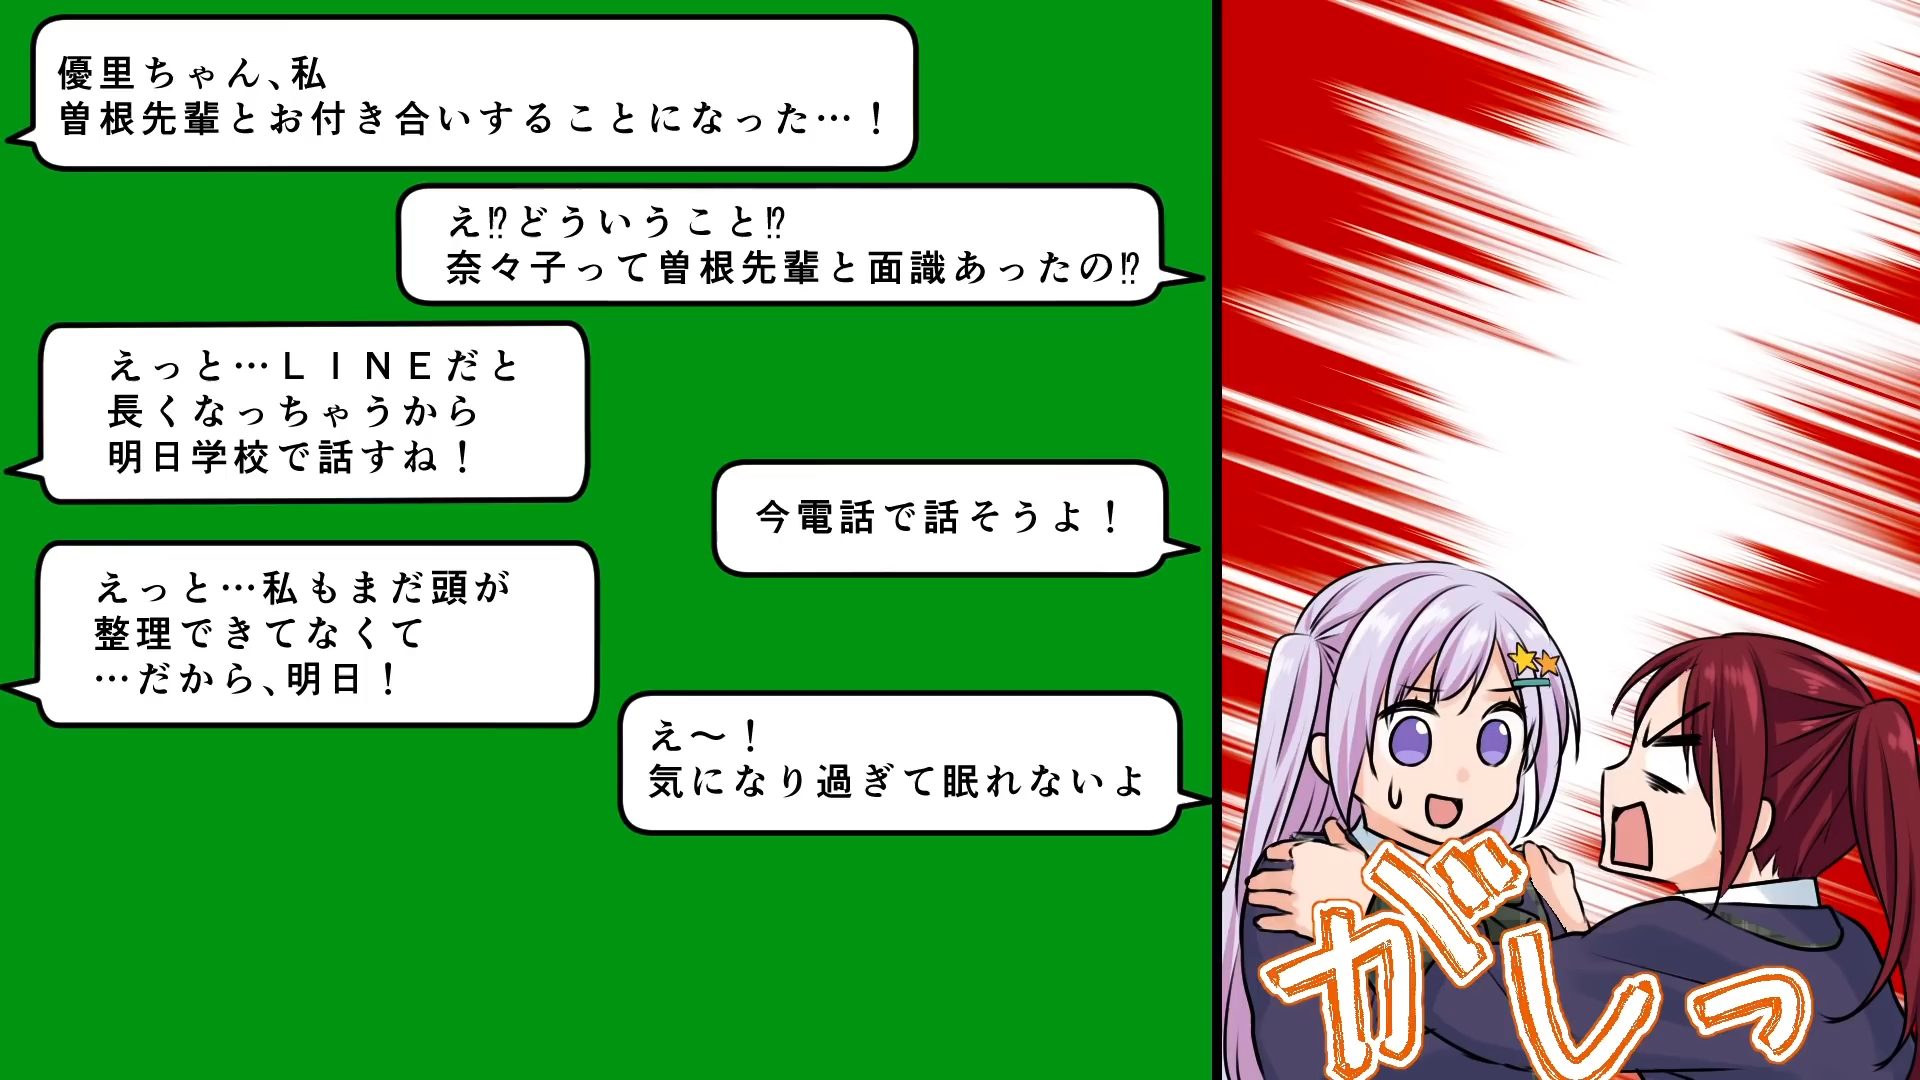 優里ちゃん、私
曽根先輩とお付き合いすることになった…！
え⁉どういうこと⁉
奈々子って曽根先輩と面識あったの⁉
えっと…ＬＩＮＥだと
長くなっちゃうから
明日学校で話すね！
今電話で話そうよ！
えっと…私もまだ頭が
整理できてなくて
…だから、明日！
え～！
気になり過ぎて眠れないよ
がしっ